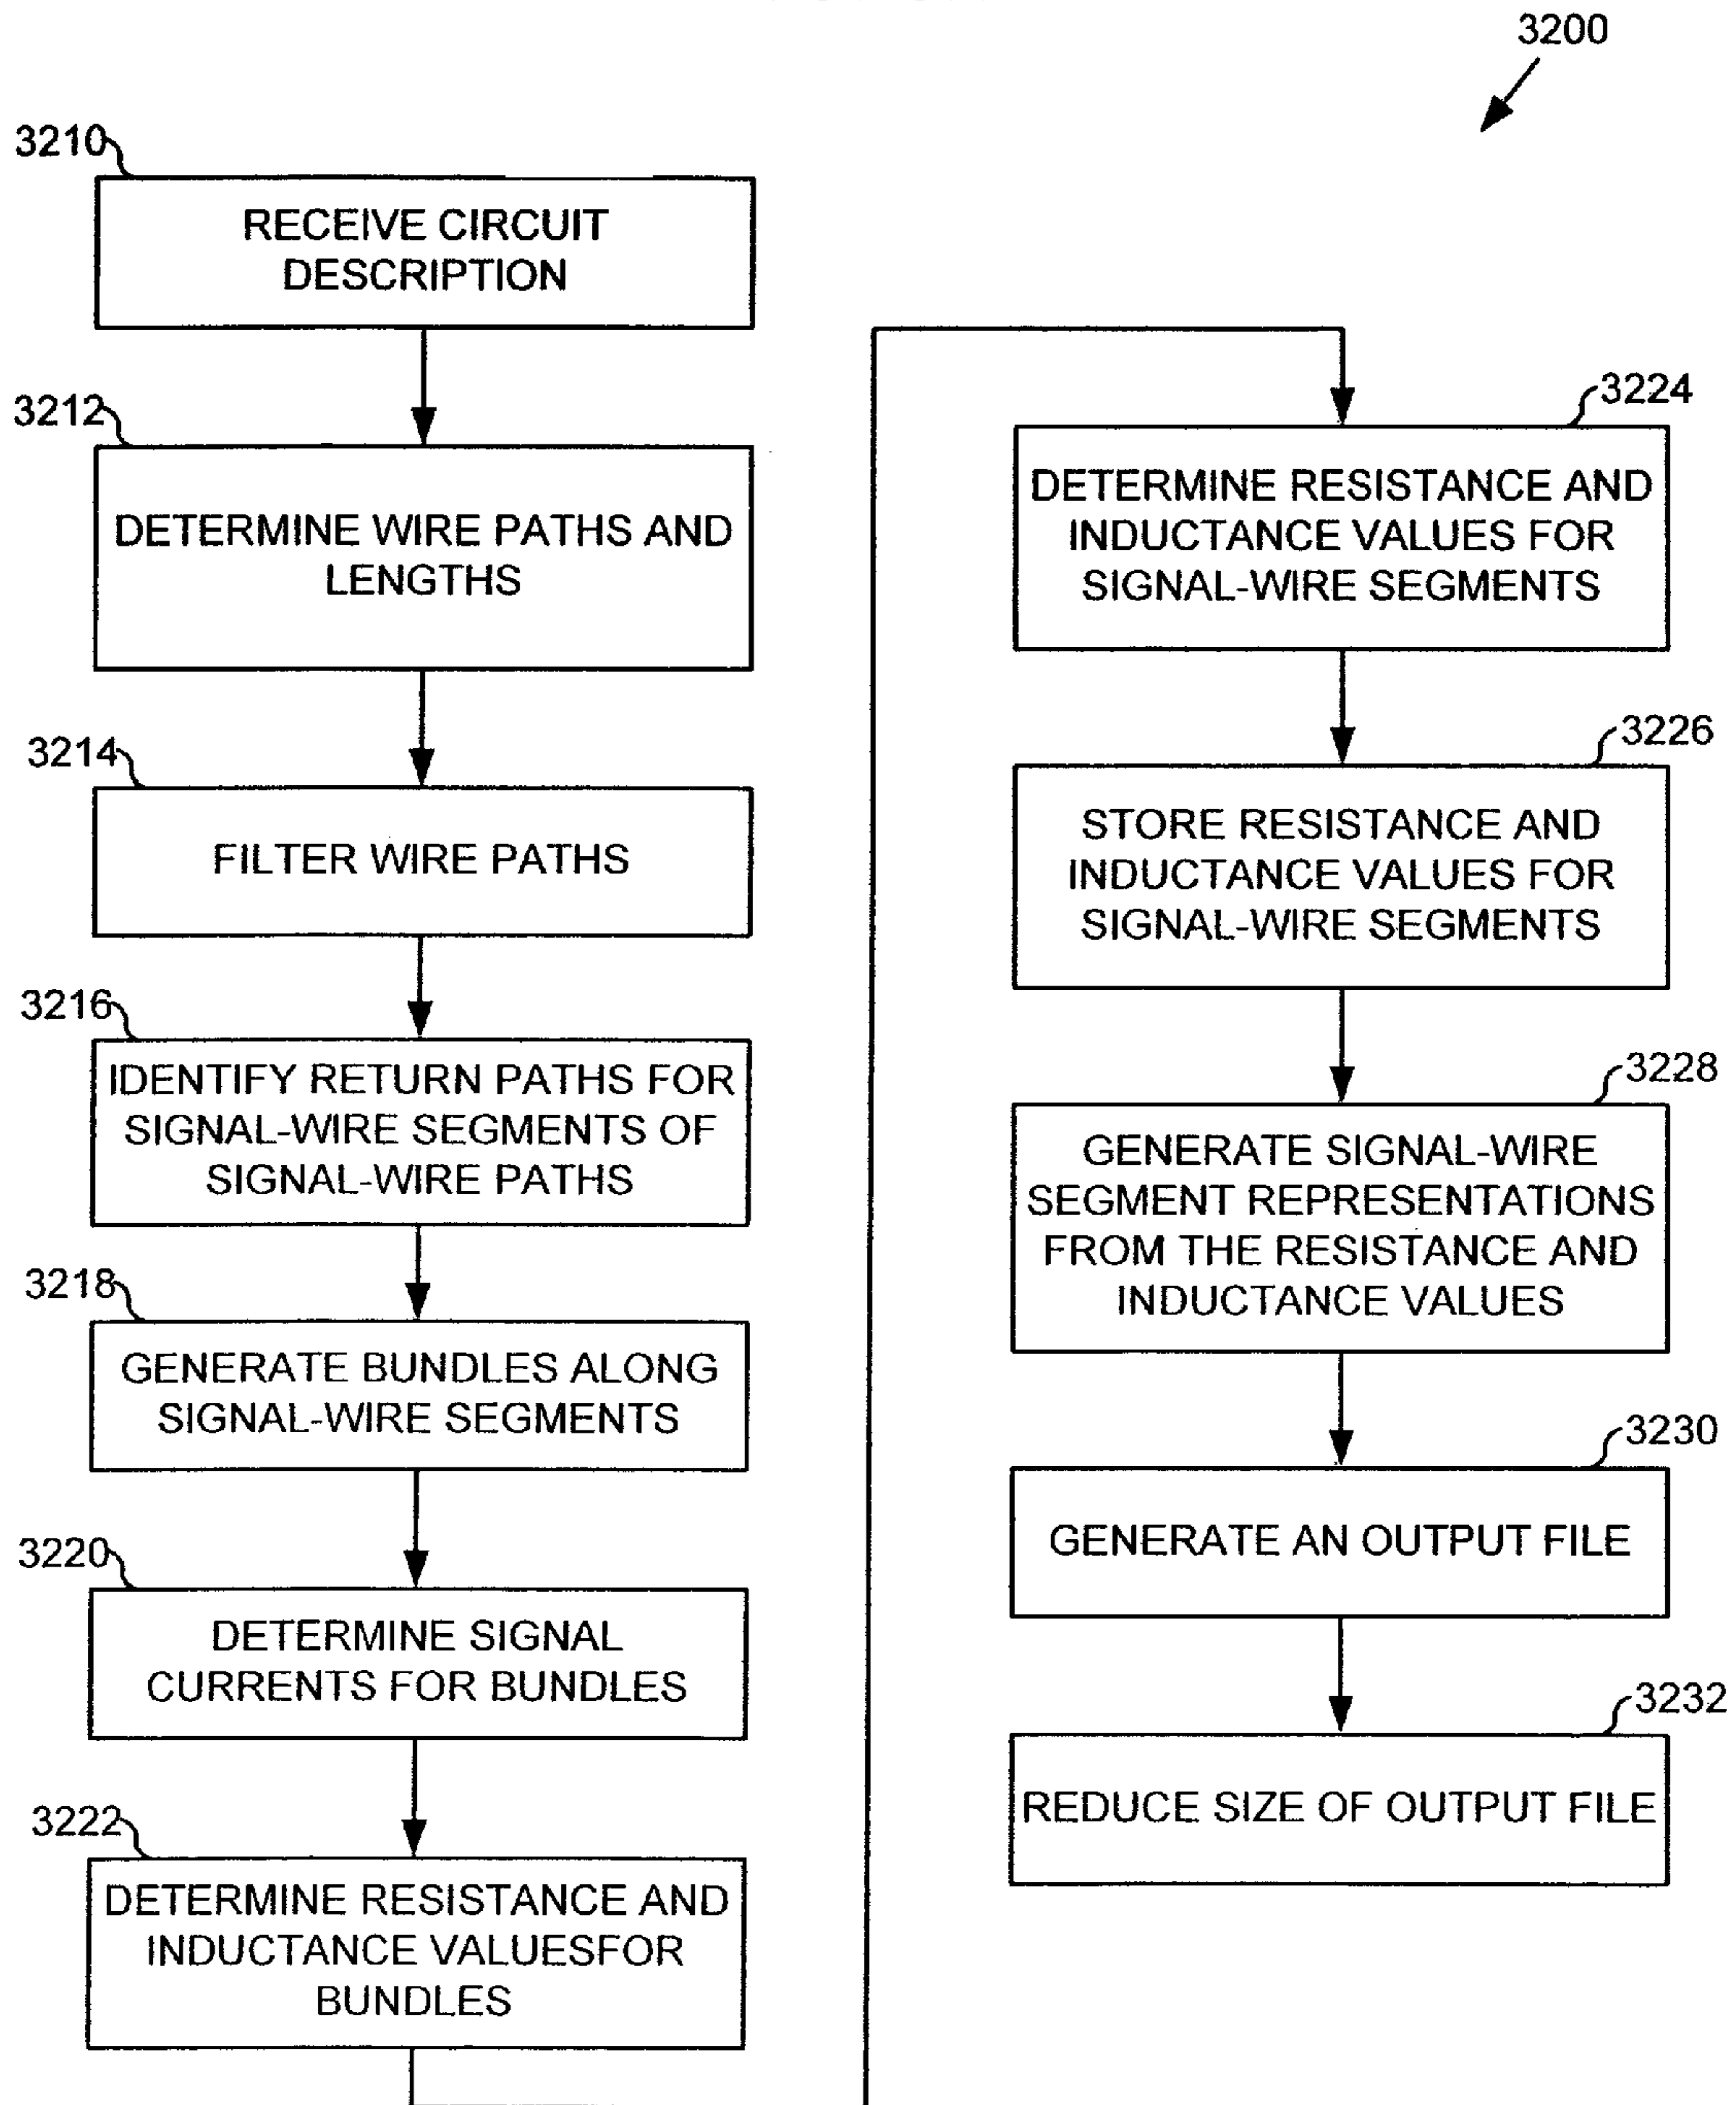 3200
3210
RECEIVE CIRCUIT
DESCRIPTION
3212
DETERMINE WIRE PATHS AND
LENGTHS
3214
FILTER WIRE PATHS
3216
IDENTIFY RETURN PATHS FOR
SIGNAL-WIRE SEGMENTS OF
SIGNAL-WIRE PATHS
3218
GENERATE BUNDLES ALONG
SIGNAL-WIRE SEGMENTS
3220
DETERMINE SIGNAL
CURRENTS FOR BUNDLES
3222
DETERMINE RESISTANCE AND
INDUCTANCE VALUESFOR
BUNDLES
3224
DETERMINE RESISTANCE AND
INDUCTANCE VALUES FOR
SIGNAL-WIRE SEGMENTS
3226
STORE RESISTANCE AND
INDUCTANCE VALUES FOR
SIGNAL-WIRE SEGMENTS
3228
GENERATE SIGNAL-WIRE
SEGMENT REPRESENTATIONS
FROM THE RESISTANCE AND
INDUCTANCE VALUES
3230
GENERATE AN OUTPUT FILE
3232
REDUCE SIZE OF OUTPUT FILE